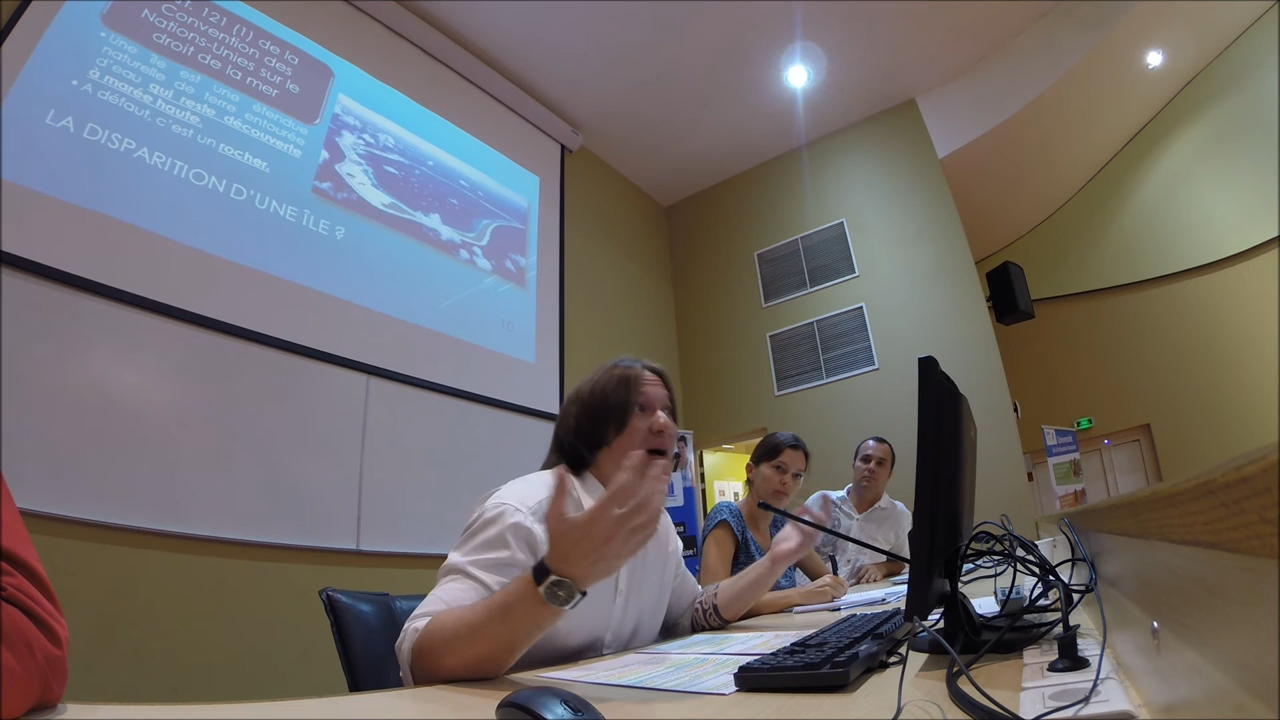 121 (1) de la
Convention des
Nations-Unies sur le
droit de la mer
• Une île est une étendue
naturelle de terre entourée
d'eau qui reste découverte
à marée haute.
• A défaut, c'est un rocher.
LA DISPARITION D'UNE ÎLE ?
10